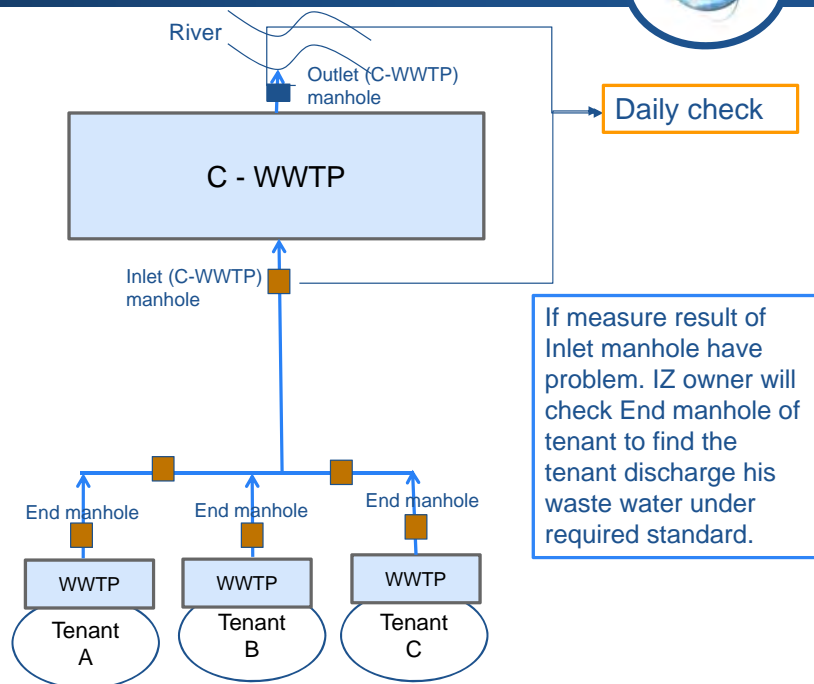 River
Outlet (C-WWTP)
manhole
Daily check
C - WWTP
Inlet (C-WWTP)
manhole
If measure result of
Inlet manhole have
problem. IZ owner will
check End manhole of
tenant to find the
tenant discharge his
waste water under
required standard.
End manhole
End manhole
End manhole
WWTP
WWTP
WWTP
Tenant
A
Tenant
B
Tenant
C